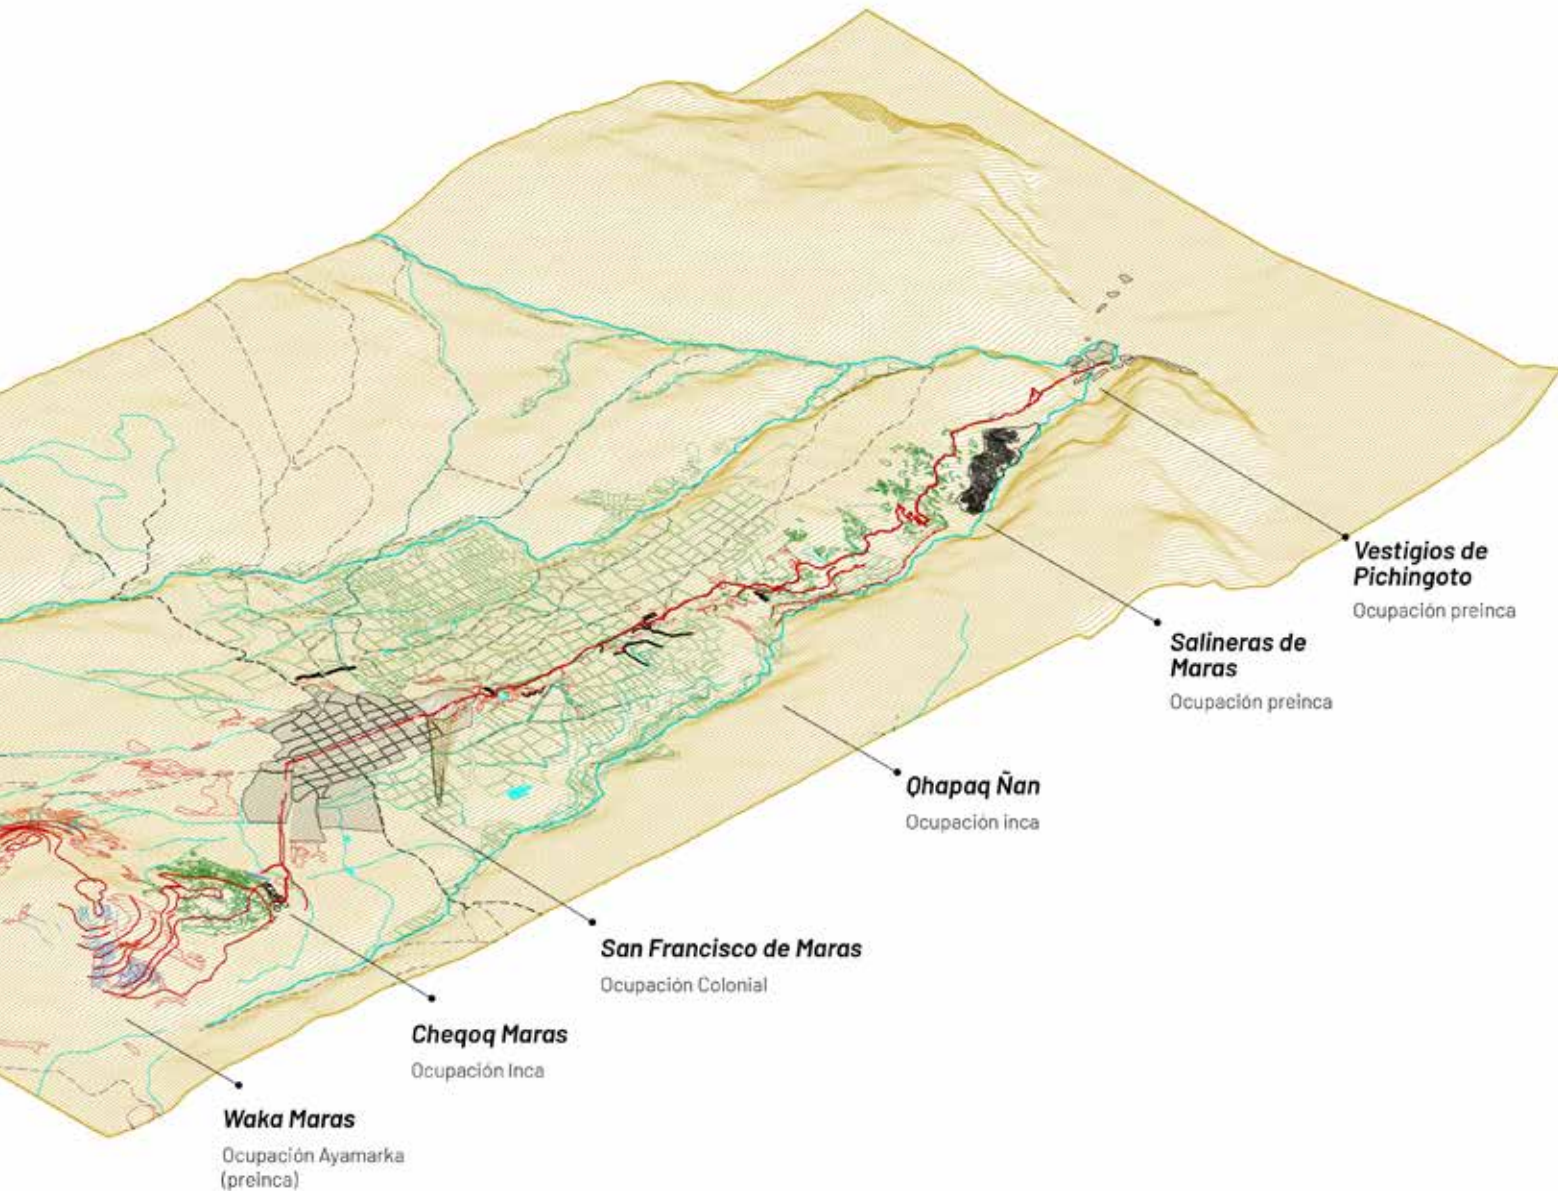 Vestigios de
Pichingoto
Ocupación preinca
Salineras de
Maras
Ocupación preinca
Qhapaq Ñan
Ocupación inca
San Francisco de Maras
Ocupación Colonial
Cheqoq Maras
Ocupación Inca
Waka Maras
Ocupación Ayamarka
(preinca)